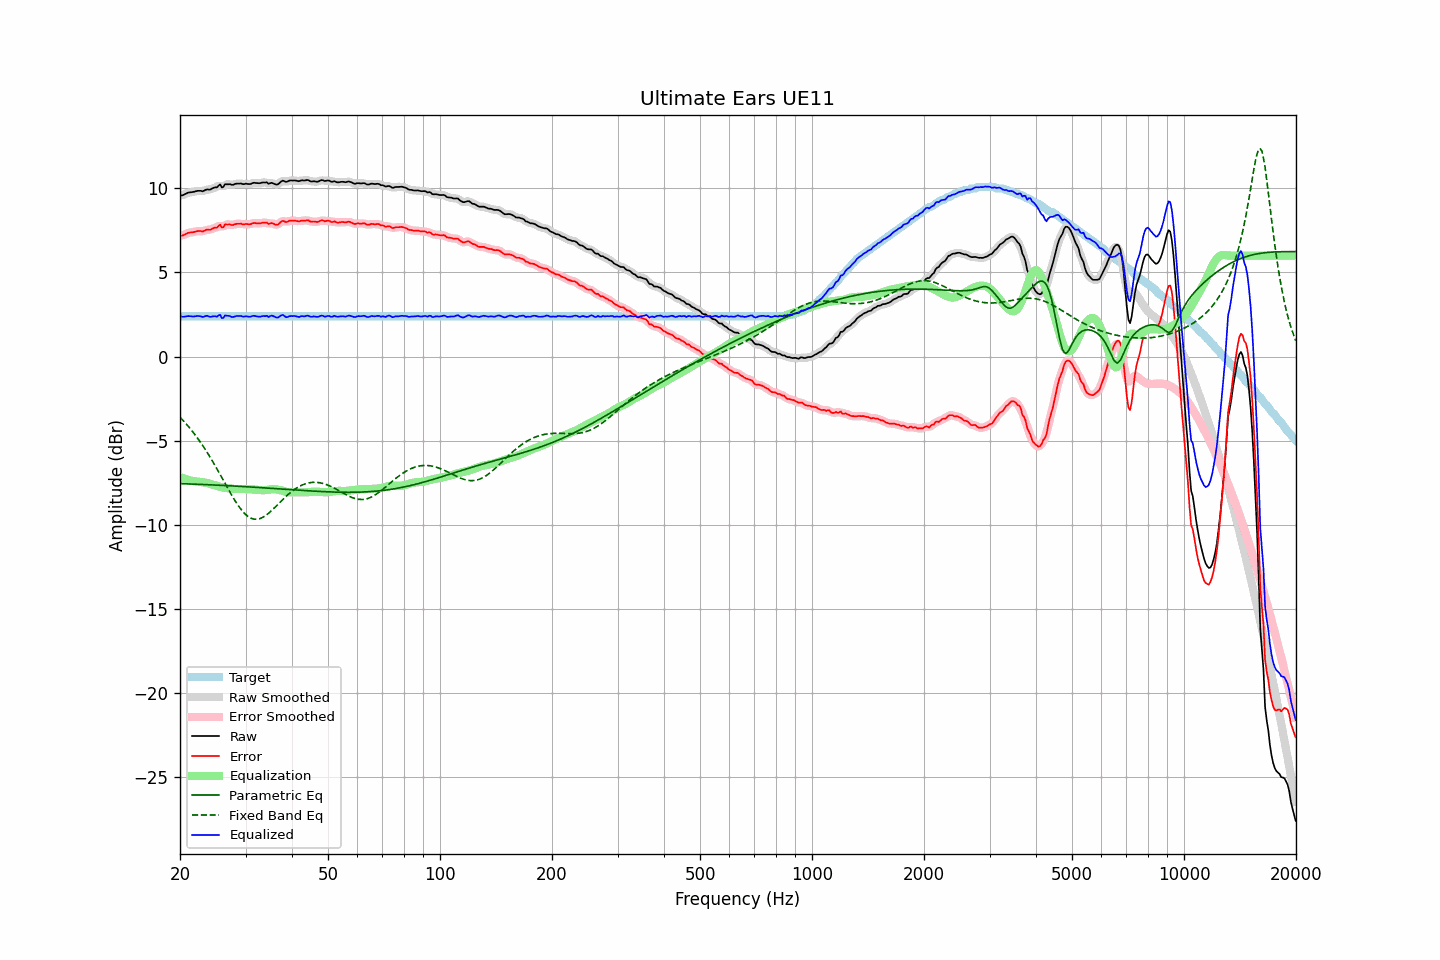 Ultimate Ears UE11
Amplitude (dBr)
10
5
0
−5
−10
−15
−20
−25
Target
Raw Smoothed
Error Smoothed
Raw
Error
Equalization
Parametric Eq
Fixed Band Eq
Equalized
20
50
100
200
500
1000
2000
5000
10000
20000
Frequency (Hz)